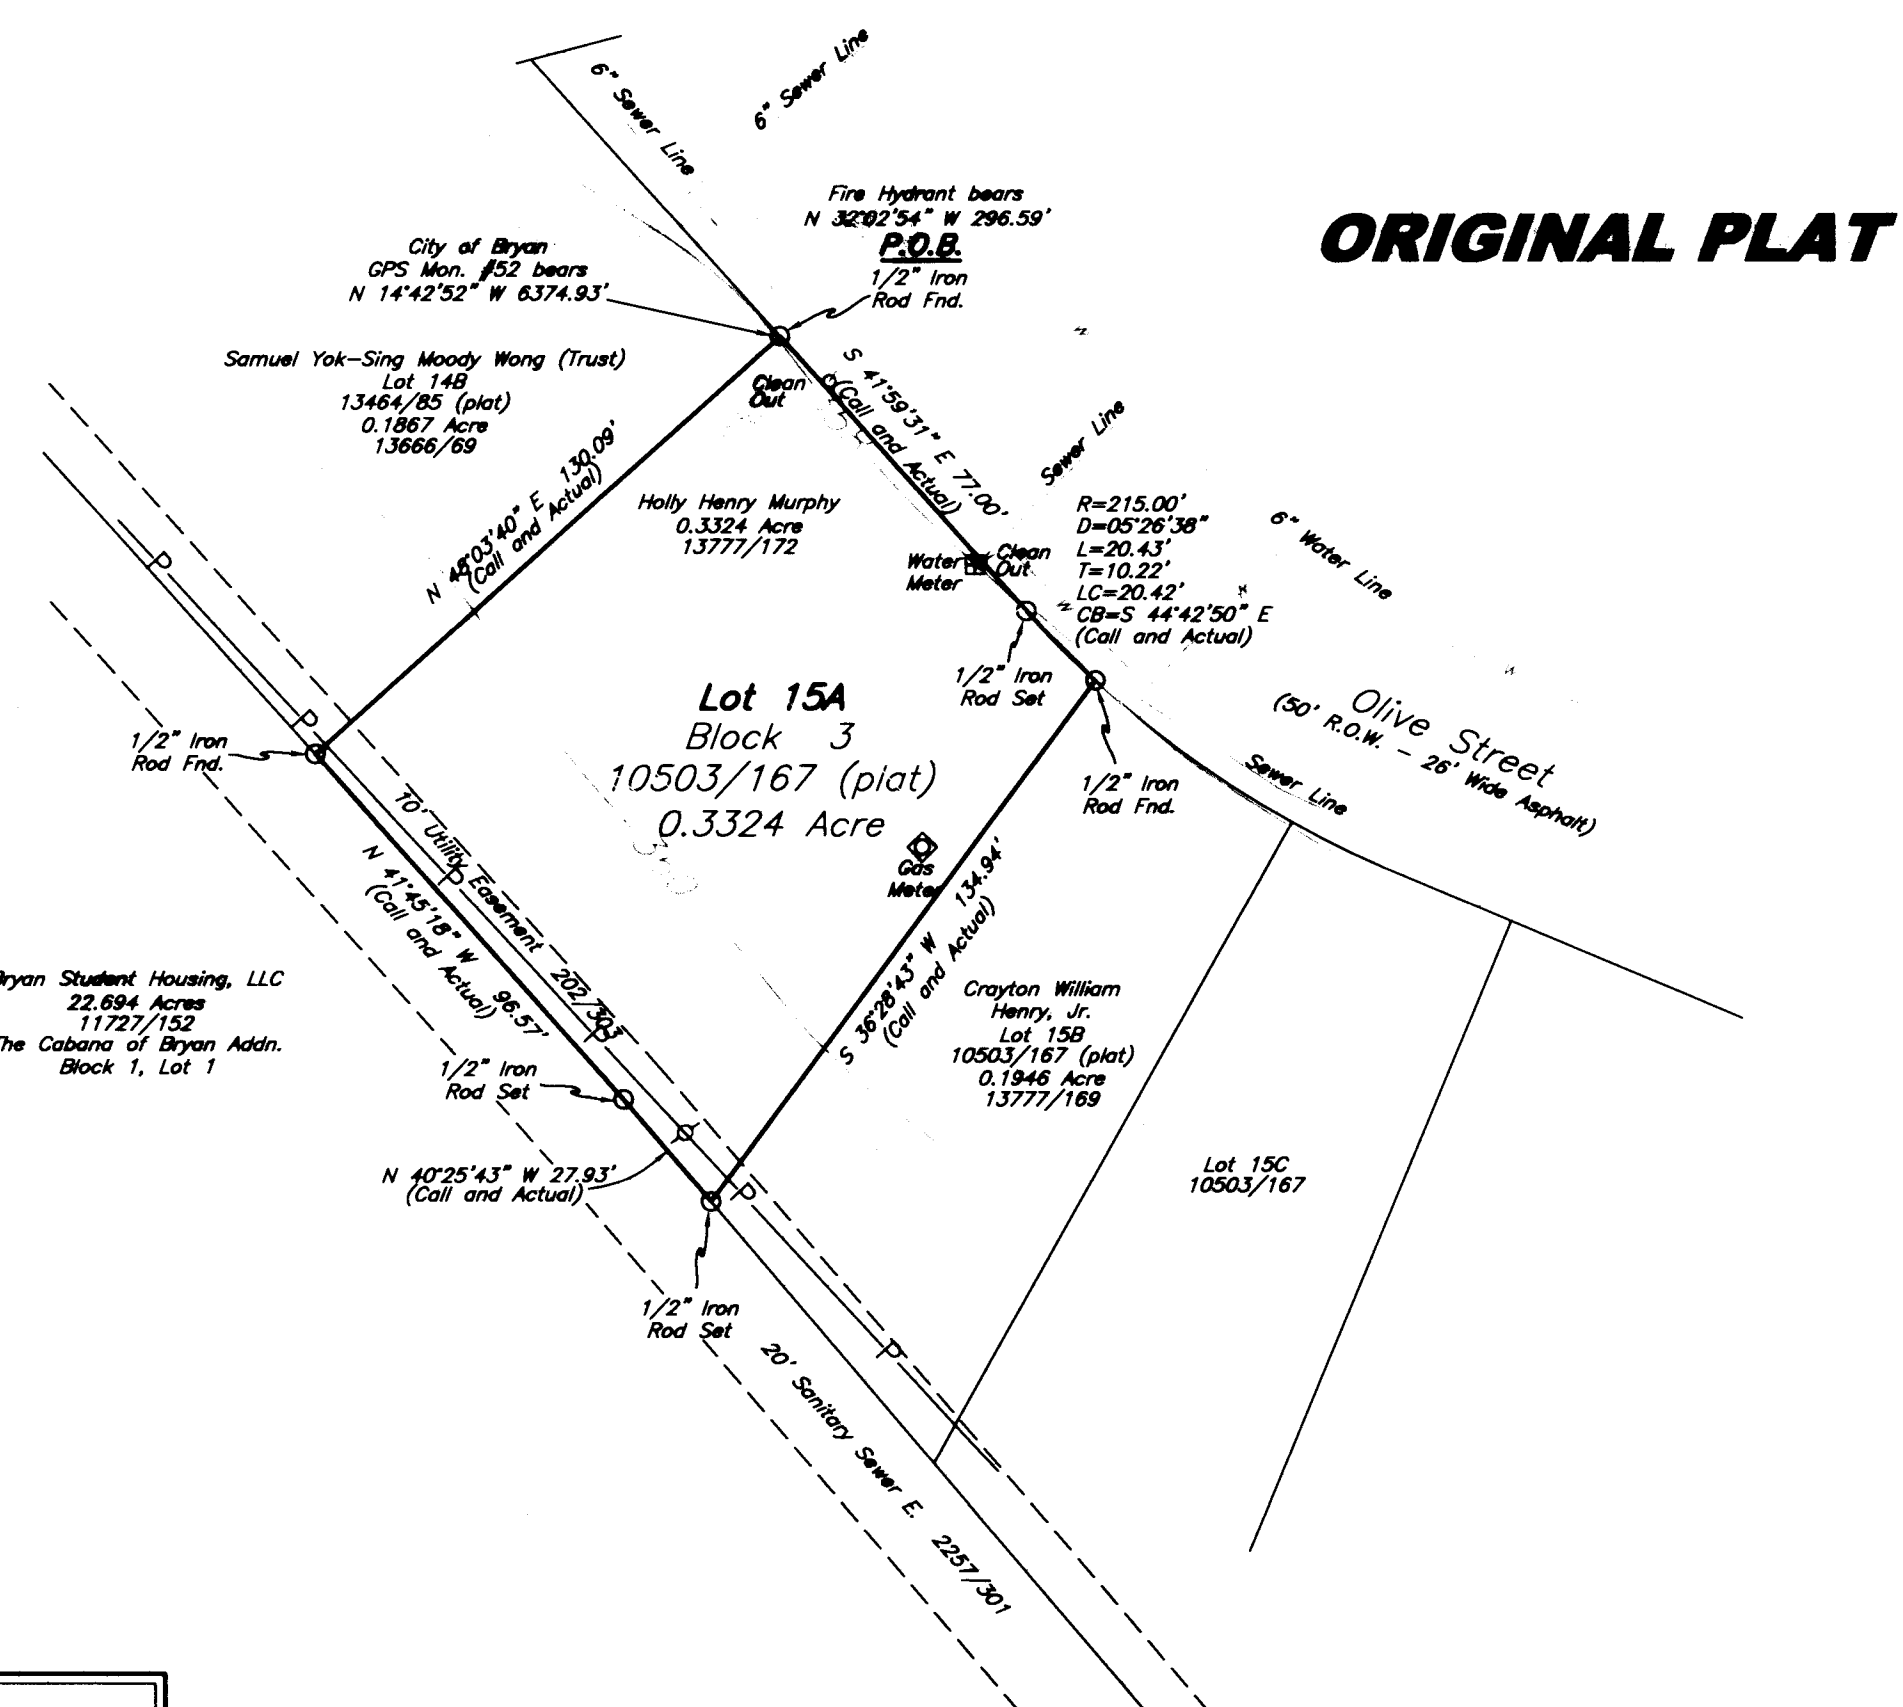 6" Sewer Line
6" Sewer Line
ORIGINAL PLAT
Fire Hydrant bears
N 32°02'54" W 296.59'
P.O.B.
1/2" Iron
Rod Fnd.
City of Bryan
GPS Mon. #52 bears
N 14°42'52" W 6374.93'
Samuel Yok-Sing Moody Wong (Trust)
Lot 14B
13464/85 (plat)
0.1867 Acre
13666/69
Clean
Out
S 41°59'31" E 77.00'
(Call and Actual)
Sewer Line
N 48°03'40" E 130.09'
(Call and Actual)
Holly Henry Murphy
0.3324 Acre
13777/172
Water
Meter
Clean
Out
R=215.00'
D=05°26'38"
L=20.43'
T=10.22'
LC=20.42'
CB=S 44°42'50" E
(Call and Actual)
6" Water Line
1/2" Iron
Rod Set
Lot 15A
Block 3
10503/167 (plat)
0.3324 Acre
Olive Street
(50' R.O.W. - 26' Wide Asphalt)
Sewer Line
1/2" Iron
Rod Fnd.
1/2" Iron
Rod Fnd.
P
P
P
P
P
P
10' Utility Easement 202/303
N 41°45'18" W 96.57'
(Call and Actual)
Gas
Meter
S 36°28'43" W 134.94'
(Call and Actual)
Bryan Student Housing, LLC
22.694 Acres
11727/152
The Cabana of Bryan Addn.
Block 1, Lot 1
Crayton William
Henry, Jr.
Lot 15B
10503/167 (plat)
0.1946 Acre
13777/169
1/2" Iron
Rod Set
N 40°25'43" W 27.93'
(Call and Actual)
Lot 15C
10503/167
1/2" Iron
Rod Set
20' Sanitary Sewer E. 2257/301